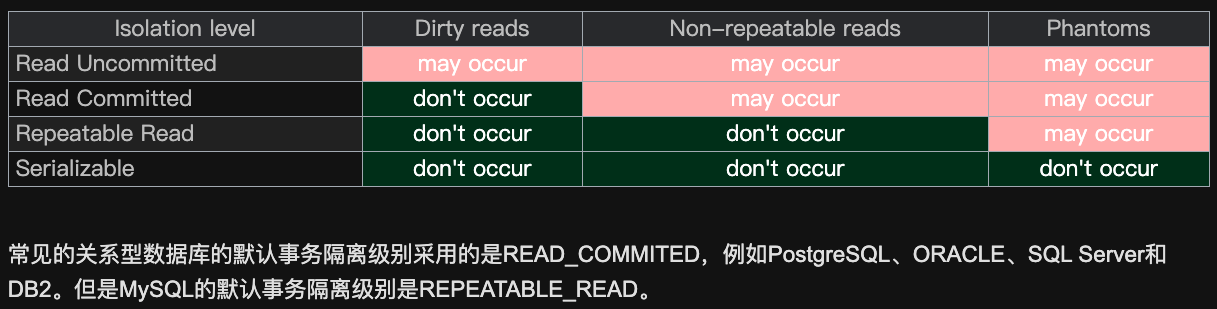 Isolation level Dirty reads Non-repeatable reads Phantoms
Read Uncommitted may occur may occur may occur
Read Committed don't occur may occur may occur
Repeatable Read don't occur don't occur may occur
Serializable don't occur don't occur don't occur
常见的关系型数据库的默认事务隔离级别采用的是READ_COMMITED，例如PostgreSQL、ORACLE、SQL Server和
DB2。但是MySQL的默认事务隔离级别是REPEATABLE_READ。